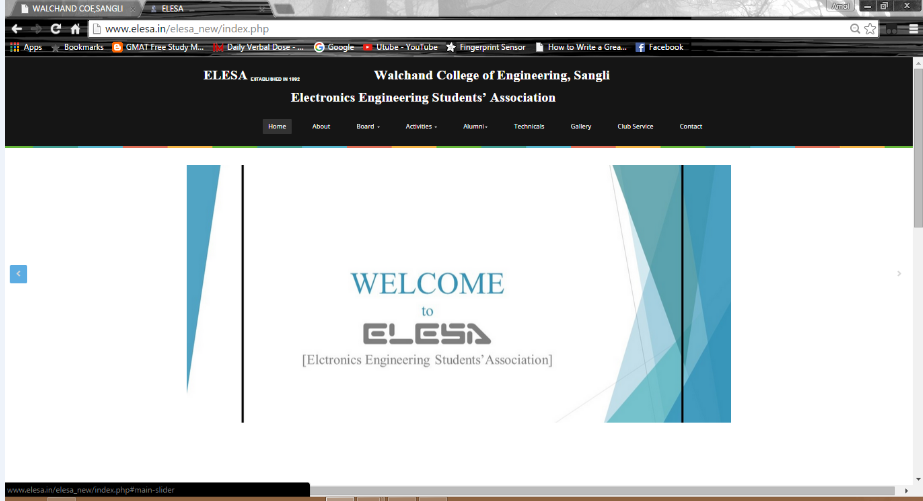 WALCHAND COE,SANGLI
ELESA
Amol
www.elesa.in/elesa_new/index.php
Apps Bookmarks GMAT Free Study M... Daily Verbal Dose - ... Google Utube - YouTube Fingerprint Sensor How to Write a Grea... Facebook
ELESA ESTABLISHED IN 1992 Walchand College of Engineering, Sangli
Electronics Engineering Students’ Association
Home About Board Activities Alumni Technicals Gallery Club Service Contact
WELCOME
to
ELESA
[Elctronics Engineering Students’Association]
www.elesa.in/elesa_new/index.php#main-slider